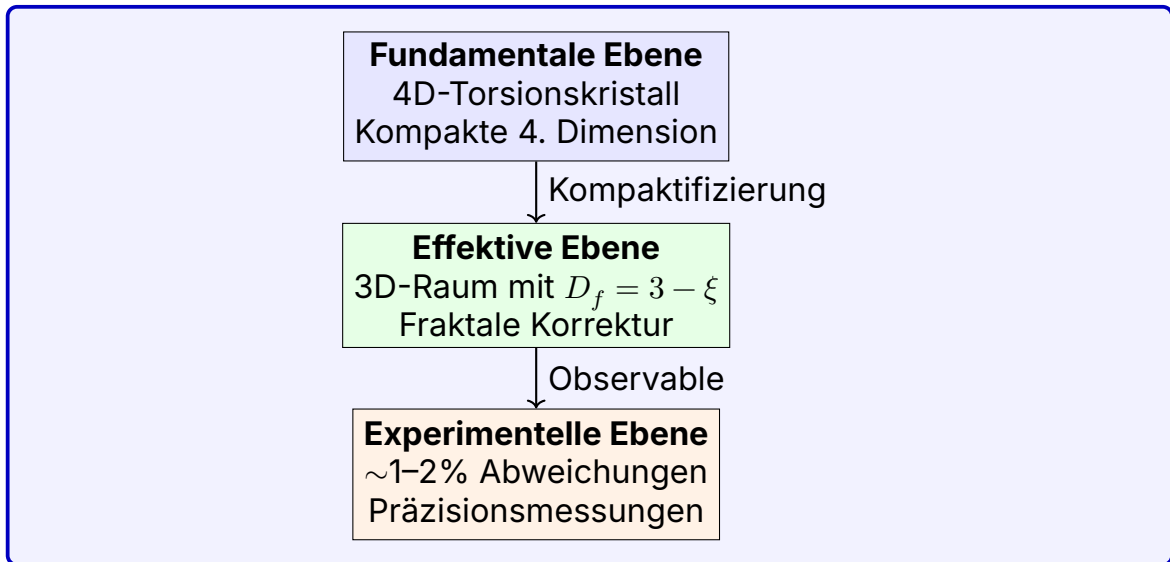 Fundamentale Ebene
4D-Torsionskristall
Kompakte 4. Dimension
Kompaktifizierung
Effektive Ebene
3D-Raum mit $D_f = 3 - \xi$
Fraktale Korrektur
Observable
Experimentelle Ebene
∼1–2% Abweichungen
Präzisionsmessungen